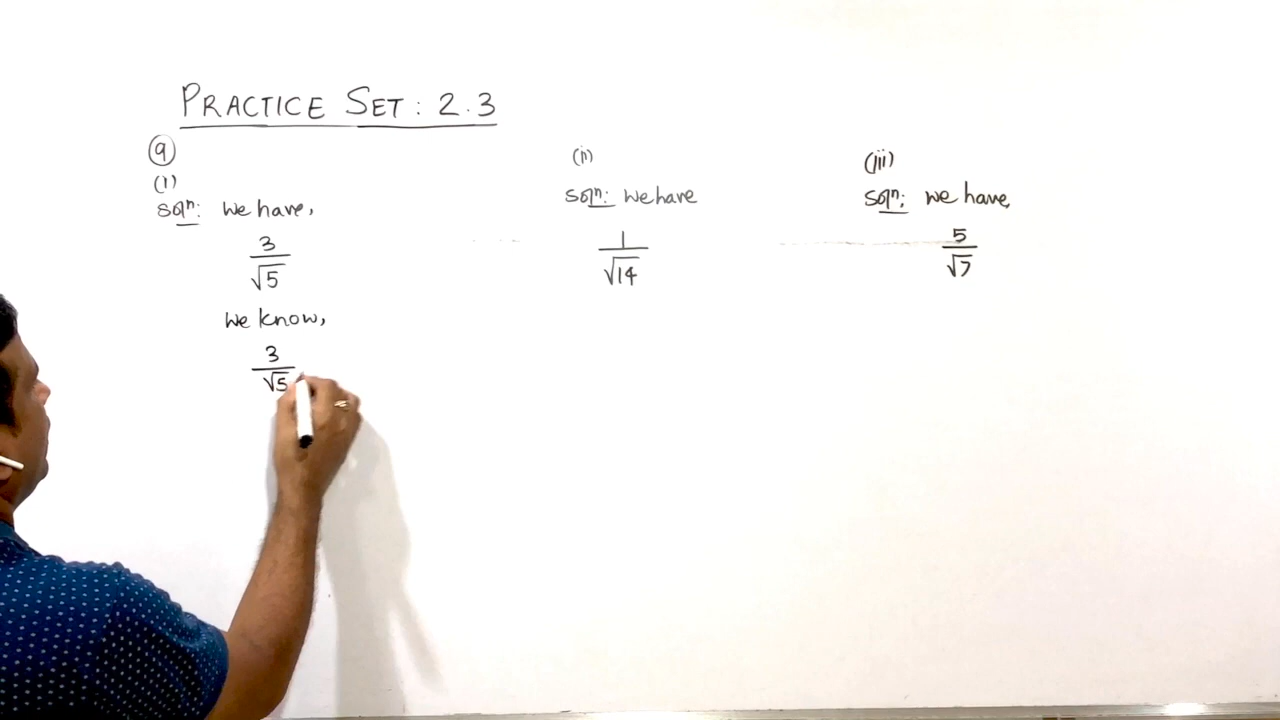 PRACTICE SET: 2.3
9
(i)
Solⁿ: We have,
3
√5
We know,
3
√5
(ii)
Solⁿ: We have
1
√14
(iii)
Solⁿ: We have,
5
√7